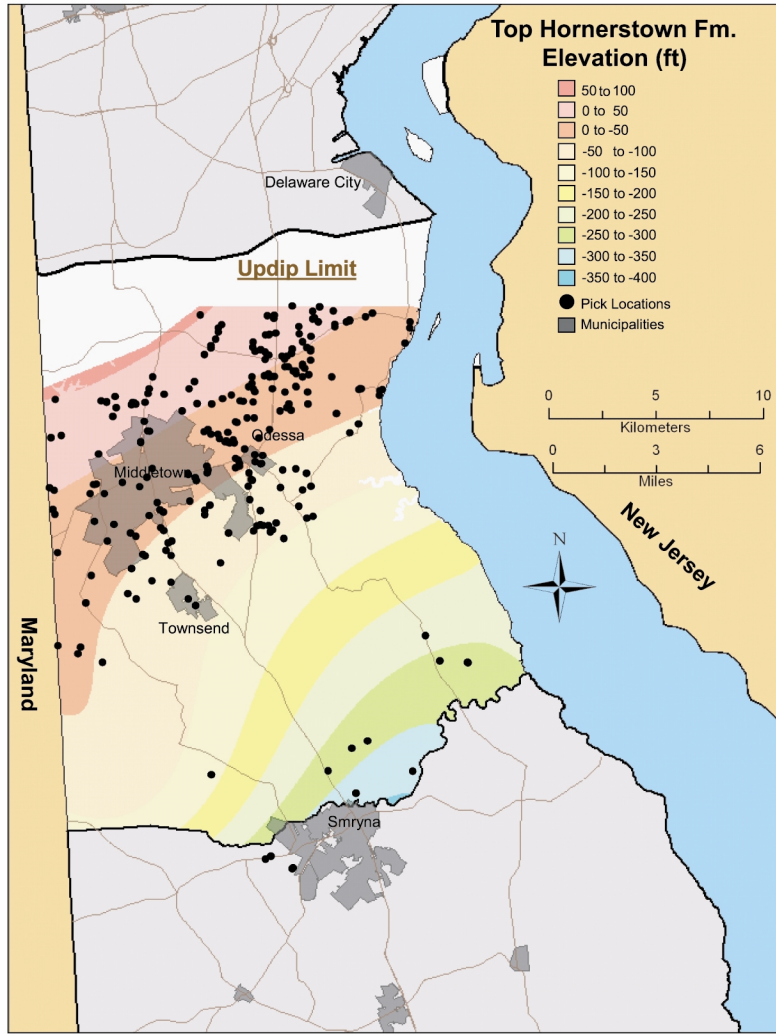 Top Hornerstown Fm.
Elevation (ft)
50 to 100
0 to 50
0 to -50
-50 to -100
-100 to -150
-150 to -200
-200 to -250
-250 to -300
-300 to -350
-350 to -400
Pick Locations
Municipalities
Delaware City
Updip Limit
0 5 10
Kilometers
0 3 6
Miles
Odessa
Middletown
New Jersey
N
Townsend
Maryland
Smryna